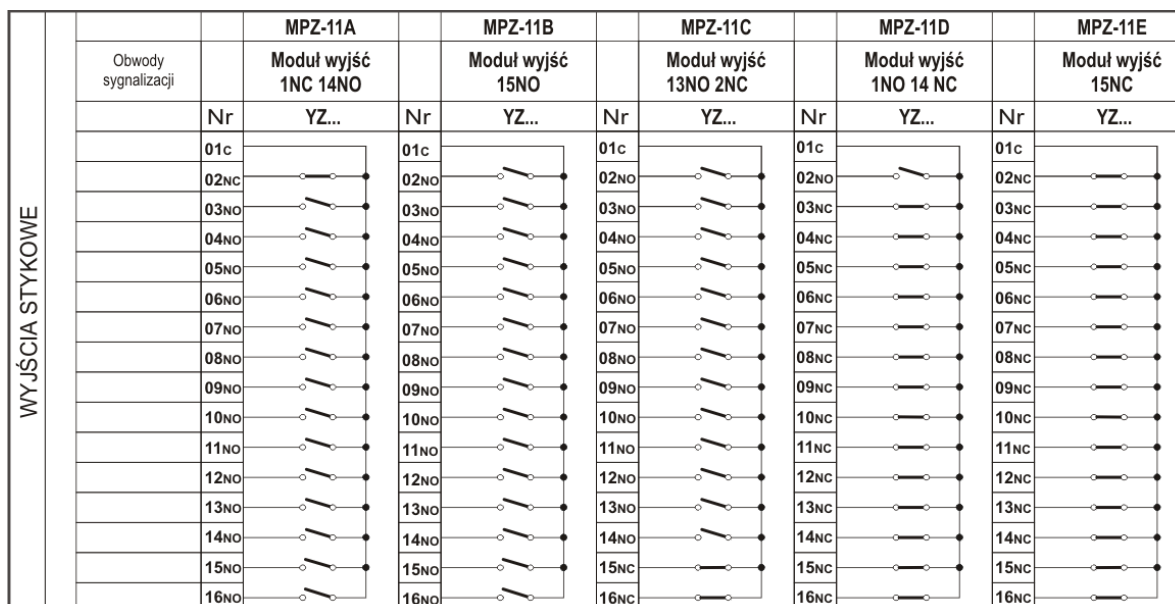 MPZ-11A MPZ-11B MPZ-11C MPZ-11D MPZ-11E
Obwody sygnalizacji
Moduł wyjść 1NC 14NO
Moduł wyjść 15NO
Moduł wyjść 13NO 2NC
Moduł wyjść 1NO 14 NC
Moduł wyjść 15NC
Nr YZ... Nr YZ... Nr YZ... Nr YZ... Nr YZ...
WYJŚCIA STYKOWE
01C 01C 01C 01C 01C
02NC 02NO 02NO 02NO 02NC
03NO 03NO 03NO 03NC 03NC
04NO 04NO 04NO 04NC 04NC
05NO 05NO 05NO 05NC 05NC
06NO 06NO 06NO 06NC 06NC
07NO 07NO 07NO 07NC 07NC
08NO 08NO 08NO 08NC 08NC
09NO 09NO 09NO 09NC 09NC
10NO 10NO 10NO 10NC 10NC
11NO 11NO 11NO 11NC 11NC
12NO 12NO 12NO 12NC 12NC
13NO 13NO 13NO 13NC 13NC
14NO 14NO 14NO 14NC 14NC
15NO 15NO 15NC 15NC 15NC
16NO 16NO 16NC 16NC 16NC